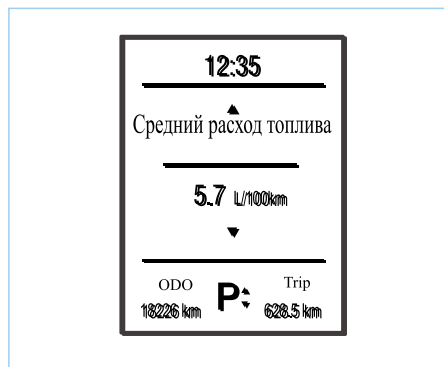 12:35
Средний расход топлива
5.7 L/100km
ODO
P
Trip
18226 km
628.5 km